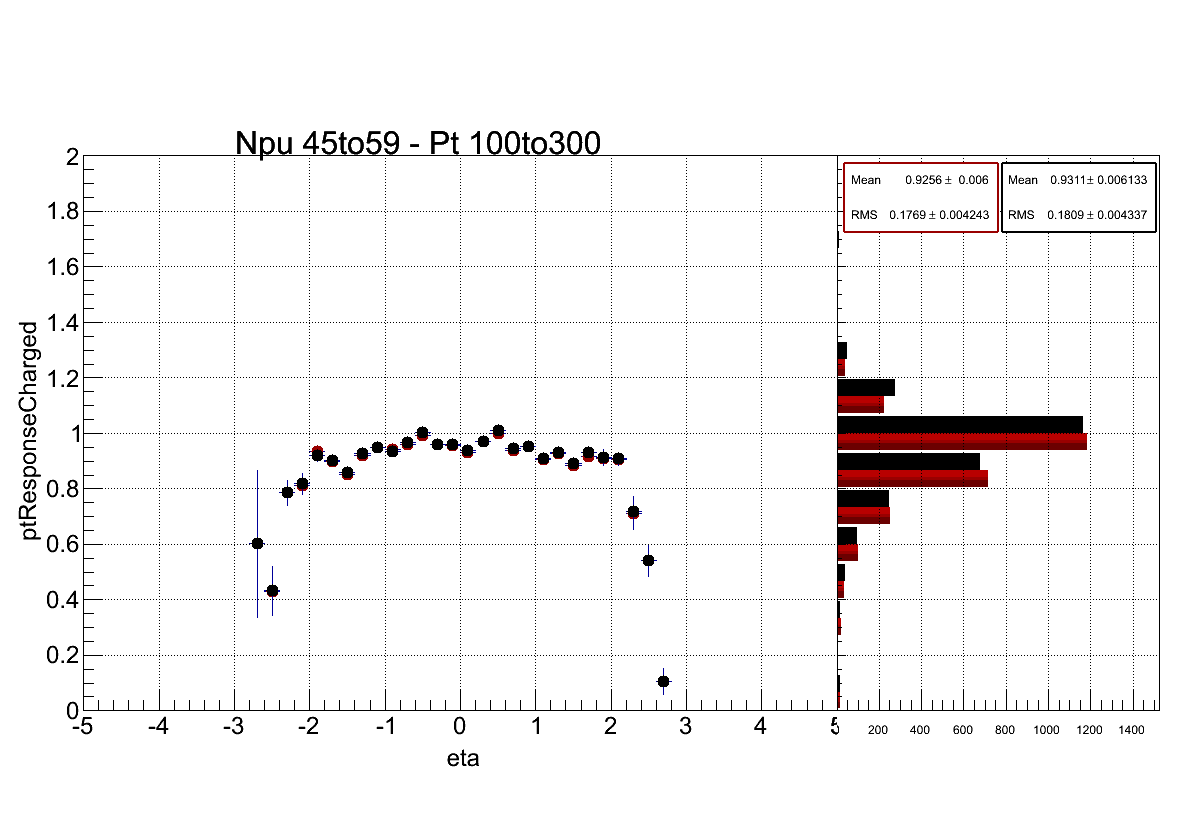 Npu 45to59 - Pt 100to300
Mean 0.9256 ± 0.006
RMS 0.1769 ± 0.004243
Mean 0.9311± 0.006133
RMS 0.1809 ± 0.004337
2
1.8
1.6
1.4
1.2
1
0.8
0.6
0.4
0.2
0
ptResponseCharged
-5 -4 -3 -2 -1 0 1 2 3 4
200 400 600 800 1000 1200 1400
eta